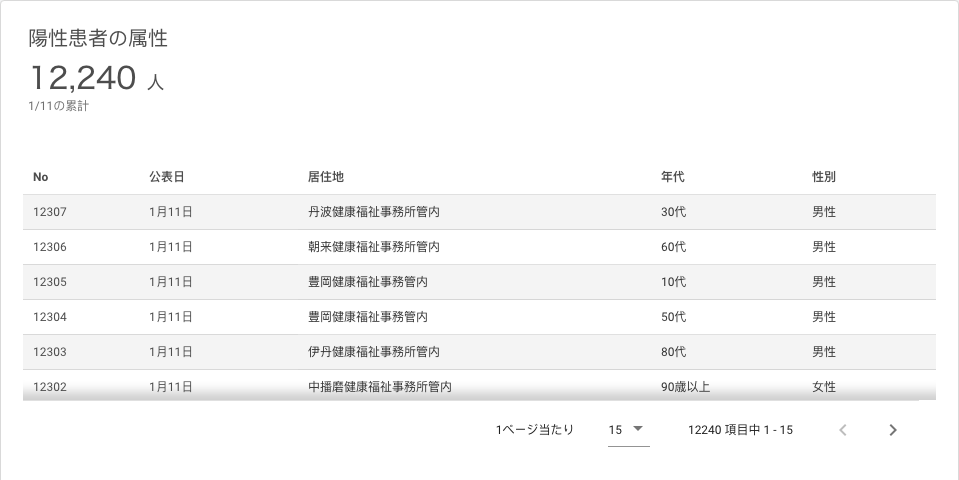 陽性患者の属性
12,240 人
1/11の累計
No 公表日 居住地 年代 性別
12307 1月11日 丹波健康福祉事務所管内 30代 男性
12306 1月11日 朝来健康福祉事務所管内 60代 男性
12305 1月11日 豊岡健康福祉事務管内 10代 男性
12304 1月11日 豊岡健康福祉事務管内 50代 男性
12303 1月11日 伊丹健康福祉事務所管内 80代 男性
12302 1月11日 中播磨健康福祉事務所管内 90歳以上 女性
1ページ当たり 15 12240 項目中 1 - 15